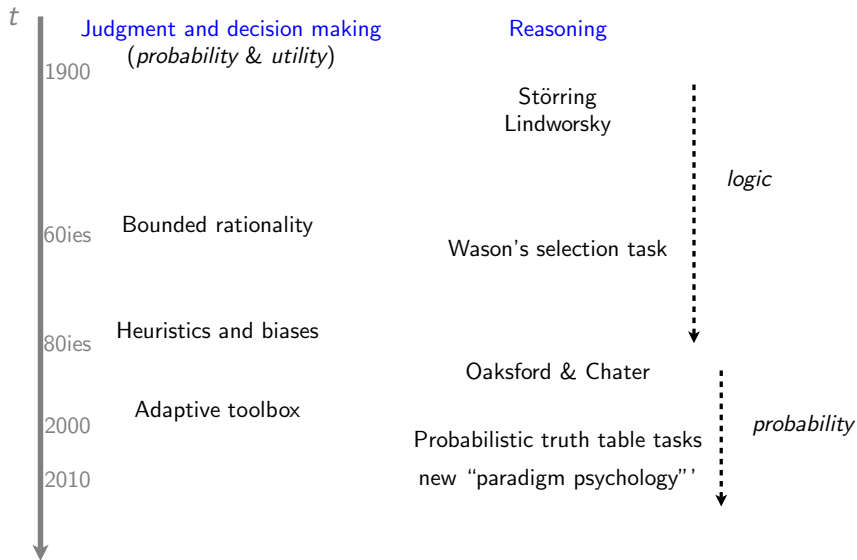 t
Judgment and decision making
(probability & utility)
Reasoning
1900
Störring
Lindworsky
logic
60ies
Bounded rationality
Wason's selection task
80ies
Heuristics and biases
Oaksford & Chater
Adaptive toolbox
2000
probability
Probabilistic truth table tasks
2010
new “paradigm psychology”’